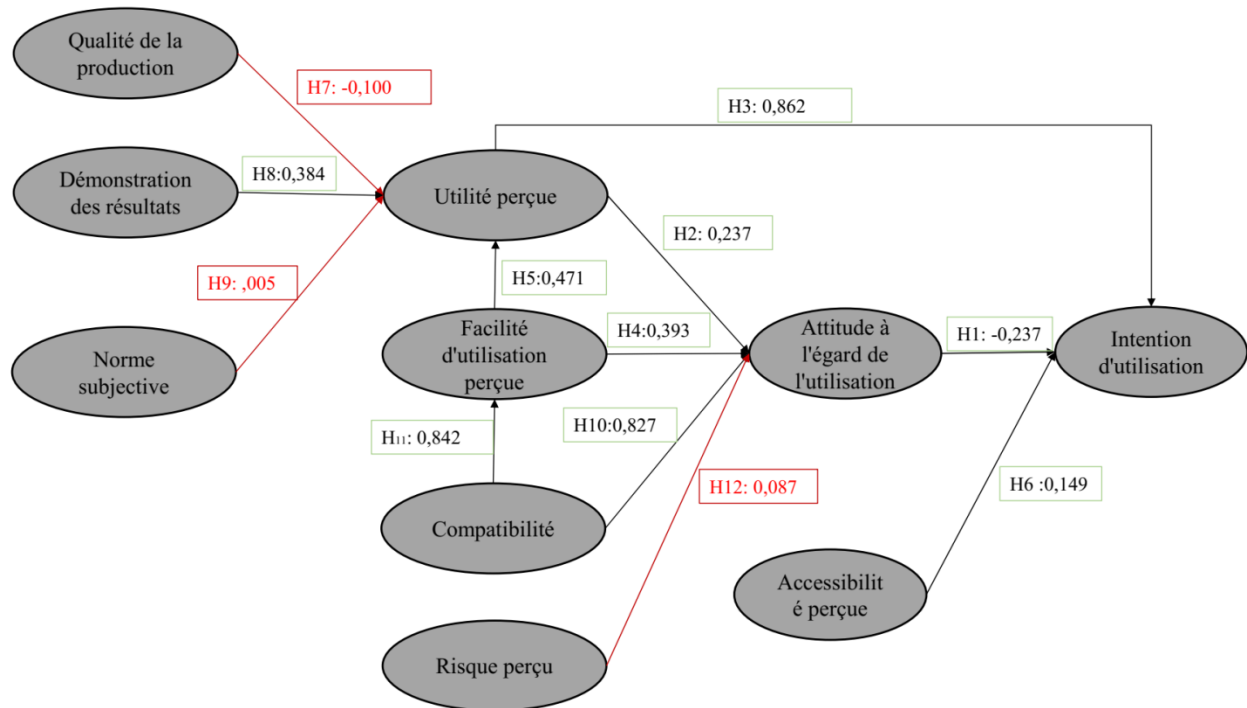 Qualité de la
production
H7: -0,100
H3: 0,862
Démonstration
des résultats
H8:0,384
Utilité perçue
H2: 0,237
H9: ,005
H5:0,471
Norme
subjective
Facilité
d'utilisation
perçue
H4:0,393
Attitude à
l'égard de
l'utilisation
H1: -0,237
Intention
d'utilisation
H11: 0,842
H10:0,827
H12: 0,087
H6 :0,149
Compatibilité
Accessibilit
é perçue
Risque perçu